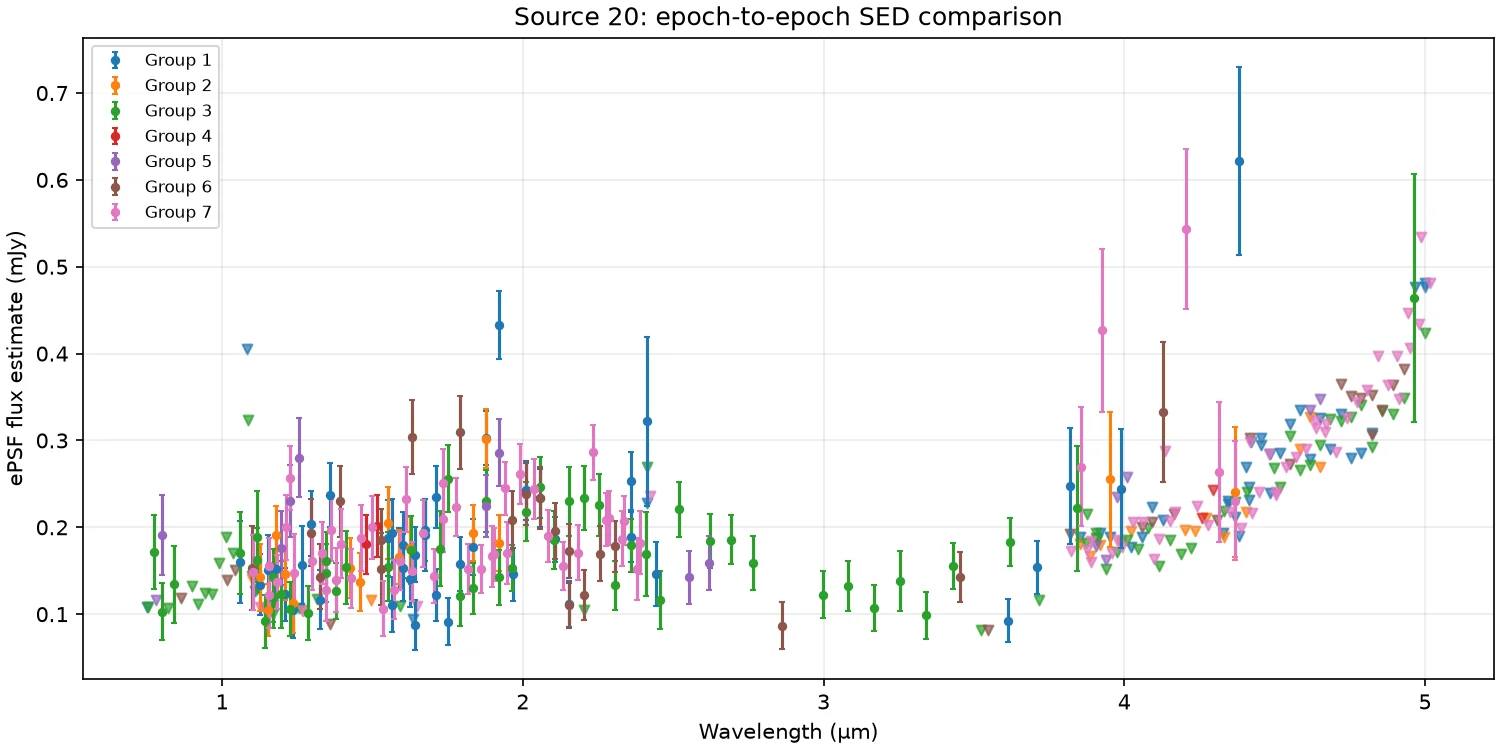 Source 20: epoch-to-epoch SED comparison
Group 1
Group 2
Group 3
Group 4
Group 5
Group 6
Group 7
ePSF flux estimate (mJy)
0.7
0.6
0.5
0.4
0.3
0.2
0.1
1 2 3 4 5
Wavelength (μm)